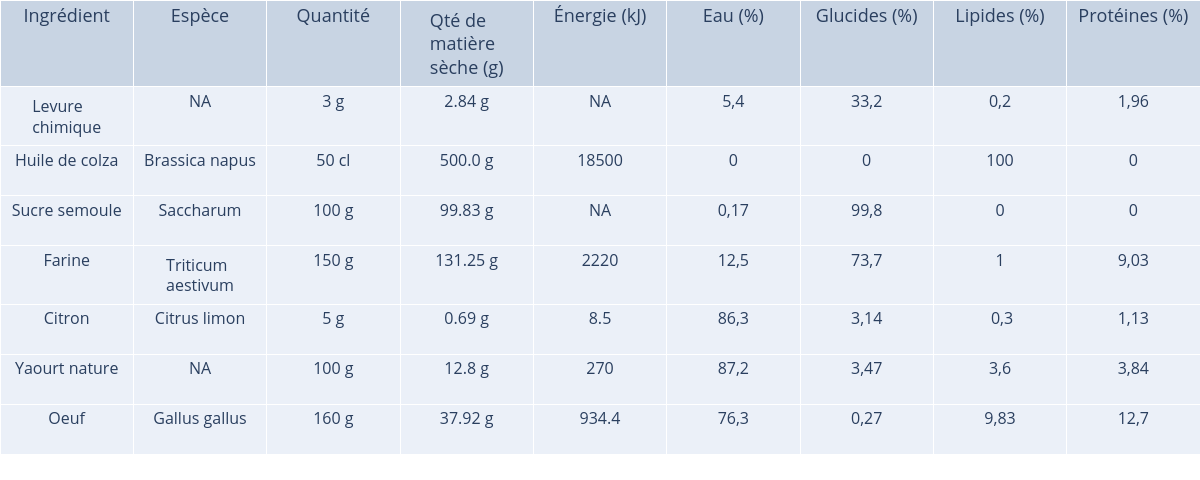 Ingrédient Espèce Quantité Qté de matière sèche (g) Énergie (kJ) Eau (%) Glucides (%) Lipides (%) Protéines (%)
Levure chimique NA 3 g 2.84 g NA 5,4 33,2 0,2 1,96
Huile de colza Brassica napus 50 cl 500.0 g 18500 0 0 100 0
Sucre semoule Saccharum 100 g 99.83 g NA 0,17 99,8 0 0
Farine Triticum aestivum 150 g 131.25 g 2220 12,5 73,7 1 9,03
Citron Citrus limon 5 g 0.69 g 8.5 86,3 3,14 0,3 1,13
Yaourt nature NA 100 g 12.8 g 270 87,2 3,47 3,6 3,84
Oeuf Gallus gallus 160 g 37.92 g 934.4 76,3 0,27 9,83 12,7